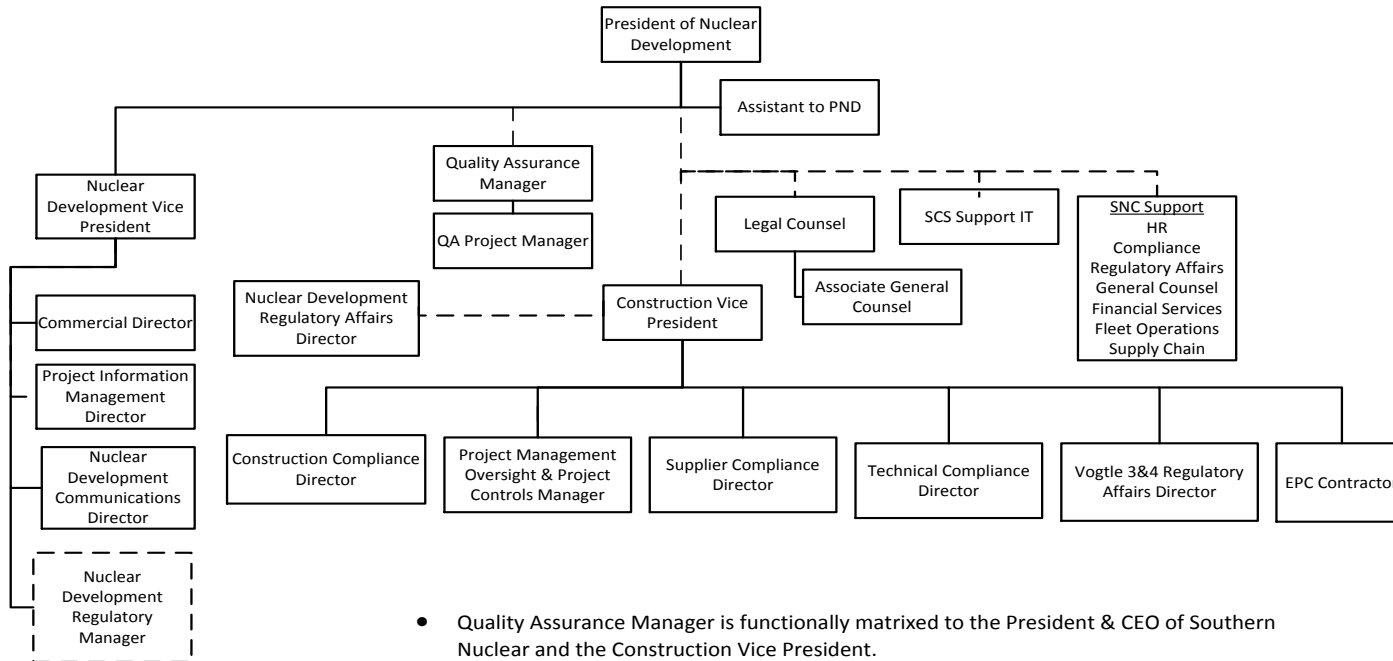 President of Nuclear
Development
Assistant to PND
Quality Assurance
Manager
QA Project Manager
Nuclear
Development Vice
President
Legal Counsel
Associate General
Counsel
SCS Support IT
SNC Support
HR
Compliance
Regulatory Affairs
General Counsel
Financial Services
Fleet Operations
Supply Chain
Nuclear Development
Regulatory Affairs
Director
Construction Vice
President
Commercial Director
Project Information
Management
Director
Nuclear
Development
Communications
Director
Nuclear
Development
Regulatory
Manager
Construction Compliance
Director
Project Management
Oversight & Project
Controls Manager
Supplier Compliance
Director
Technical Compliance
Director
Vogtle 3&4 Regulatory
Affairs Director
EPC Contractor
• Quality Assurance Manager is functionally matrixed to the President & CEO of Southern
Nuclear and the Construction Vice President.